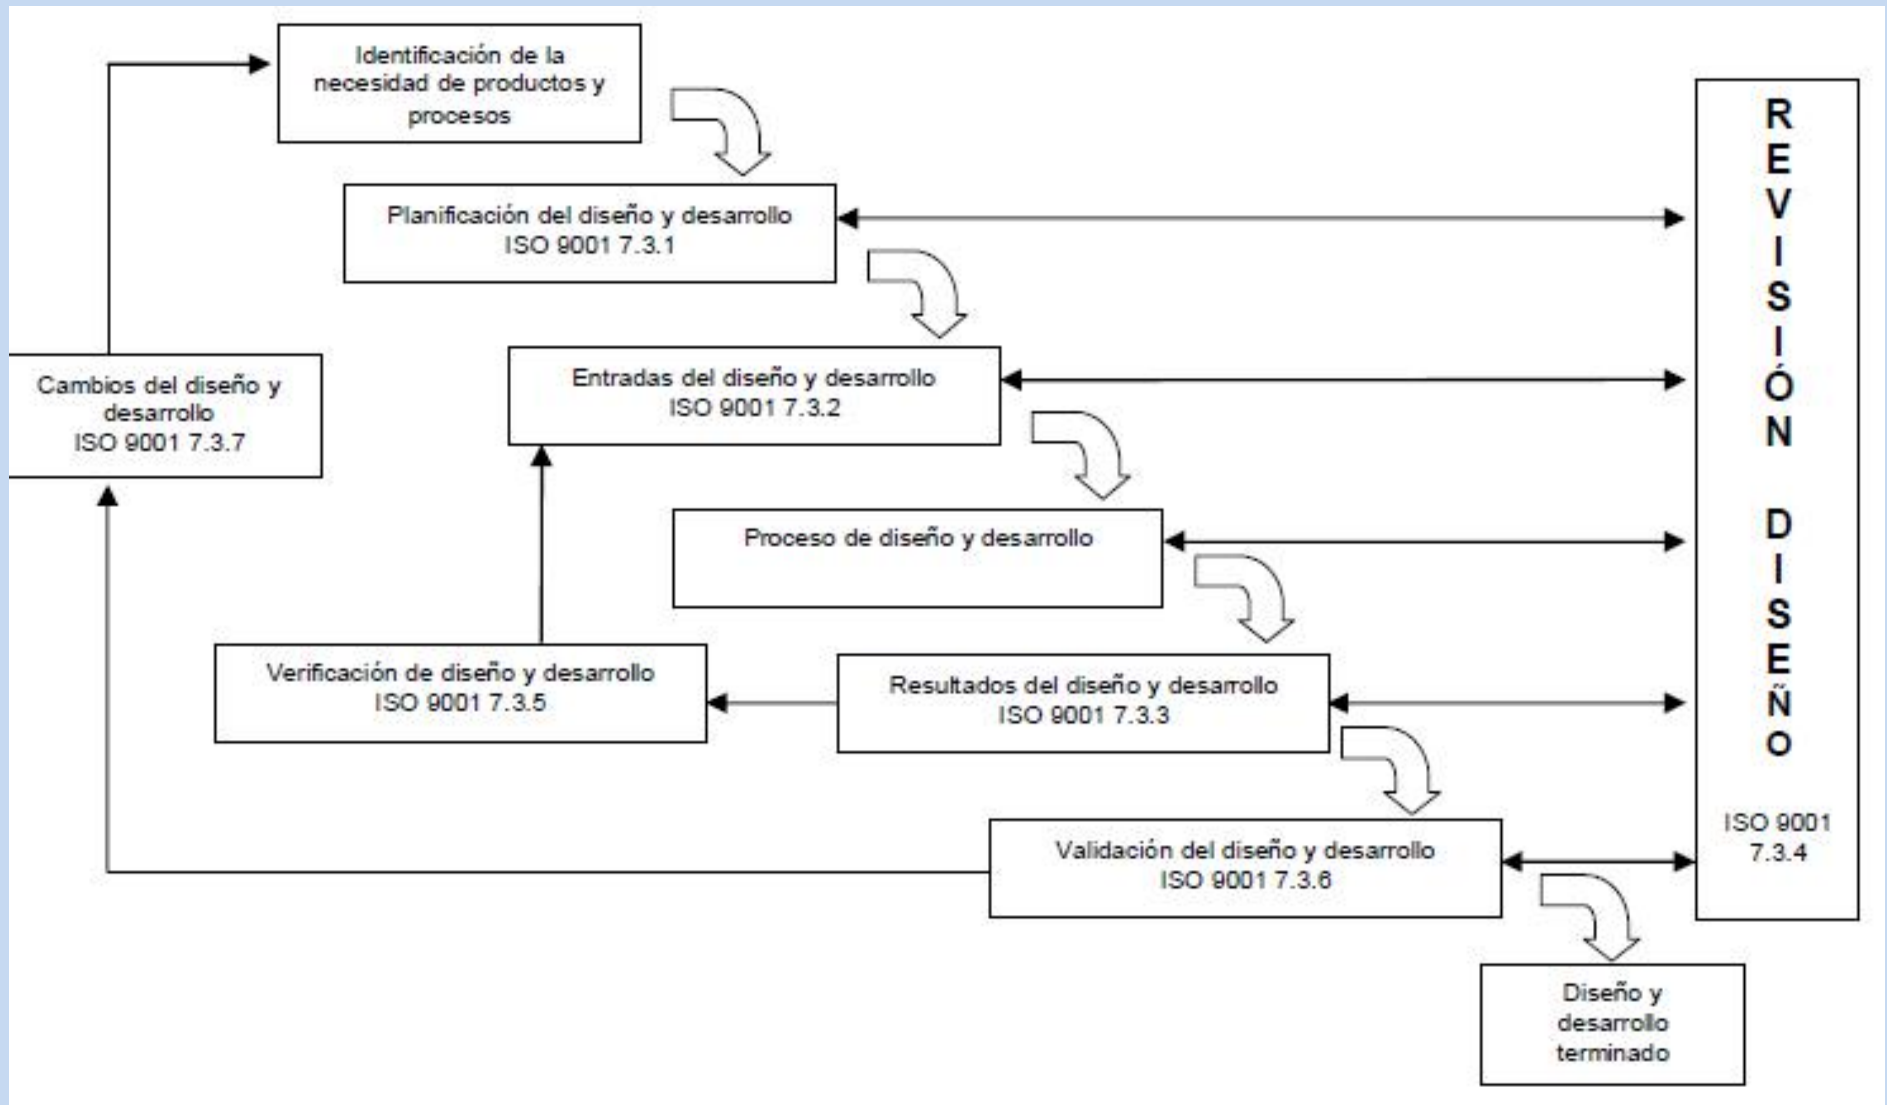 Identificación de la
necesidad de productos y
procesos
Planificación del diseño y desarrollo
ISO 9001 7.3.1
Entradas del diseño y desarrollo
ISO 9001 7.3.2
Cambios del diseño y
desarrollo
ISO 9001 7.3.7
Proceso de diseño y desarrollo
Verificación de diseño y desarrollo
ISO 9001 7.3.5
Resultados del diseño y desarrollo
ISO 9001 7.3.3
Validación del diseño y desarrollo
ISO 9001 7.3.6
Diseño y
desarrollo
terminado
REVISIÓN DISEÑO
ISO 9001
7.3.4